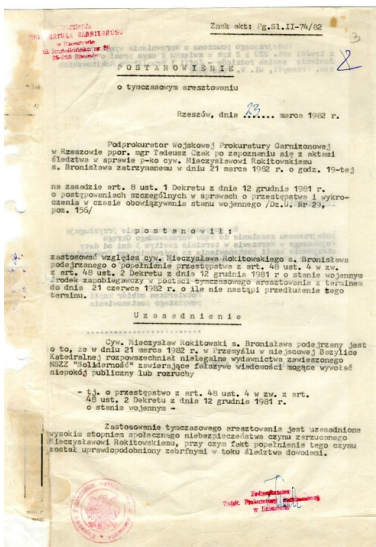 Znak akt: Pg.Sl.II-74/82
3
2
P O S T A N O W I E N I E
o tymczasowym aresztowaniu
Rzeszów, dnia 23 marca 1982 r.
Podprokurator Wojskowej Prokuratury Garnizonowej
w Rzeszowie ppor. mgr Tadeusz Czak po zapoznaniu się z aktami
śledztwa w sprawie p-ko cyw. Mieczysławowi Rokitowskiemu
s. Bronisława zatrzymanemu w dniu 21 marca 1982 r. o godz. 19-tej
na zasadzie art. 8 ust. 1 Dekretu z dnia 12 grudnia 1981 r.
o postępowaniach szczególnych w sprawach o przestępstwa i wykro-
czenia w czasie obowiązywania stanu wojennego /Dz.U. Nr 29,
poz. 156/
p o s t a n o w i ł :
zastosować względem cyw. Mieczysława Rokitowskiego s. Bronisława
podejrzanego o popełnienie przestępstwa z art. 48 ust. 4 w zw.
z art. 48 ust. 2 Dekretu z dnia 12 grudnia 1981 r o stanie wojennym
środek zapobiegawczy w postaci tymczasowego aresztowania z terminem
do dnia 21 czerwca 1982 r. o ile nie nastąpi przedłużenie tego
terminu.
U z a s a d n i e n i e
Cyw. Mieczysław Rokitowski s. Bronisława podejrzany jest
o to, że w dniu 21 marca 1982 r. w Przemyślu w miejscowej Bazylice
Katedralnej rozpowszechniał nielegalne wydawnictwa zawieszonego
NSZZ "Solidarność" zawierające fałszywe wiadomości mogące wywołać
niepokój publiczny lub rozruchy
- tj. o przestępstwo z art. 48 ust. 4 w zw. z art.
48 ust. 2 Dekretu z dnia 12 grudnia 1981 r.
o stanie wojennym -
Zastosowanie tymczasowego aresztowania jest uzasadnione
wysokim stopniem społecznego niebezpieczeństwa czynu zarzuconego
Mieczysławowi Rokitowskiemu, przy czym fakt popełnienia tego czynu
został uprawdopodobniony zebranymi w toku śledztwa dowodami.
Podprokurator
Wojsk. Prokuratury Garnizonowej
w Rzeszowie